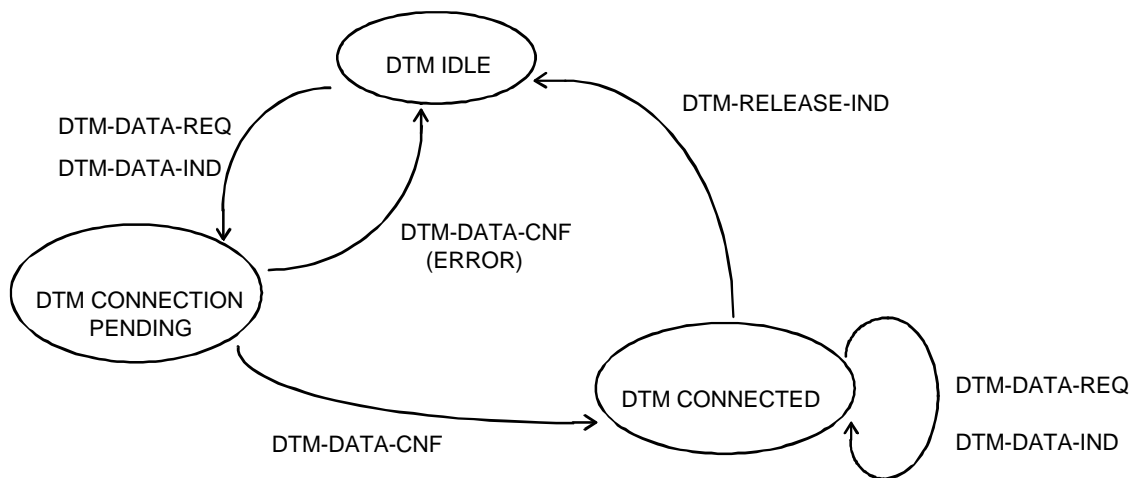 DTM IDLE
DTM-RELEASE-IND
DTM-DATA-REQ
DTM-DATA-IND
DTM-DATA-CNF
(ERROR)
DTM CONNECTION
PENDING
DTM CONNECTED
DTM-DATA-REQ
DTM-DATA-IND
DTM-DATA-CNF